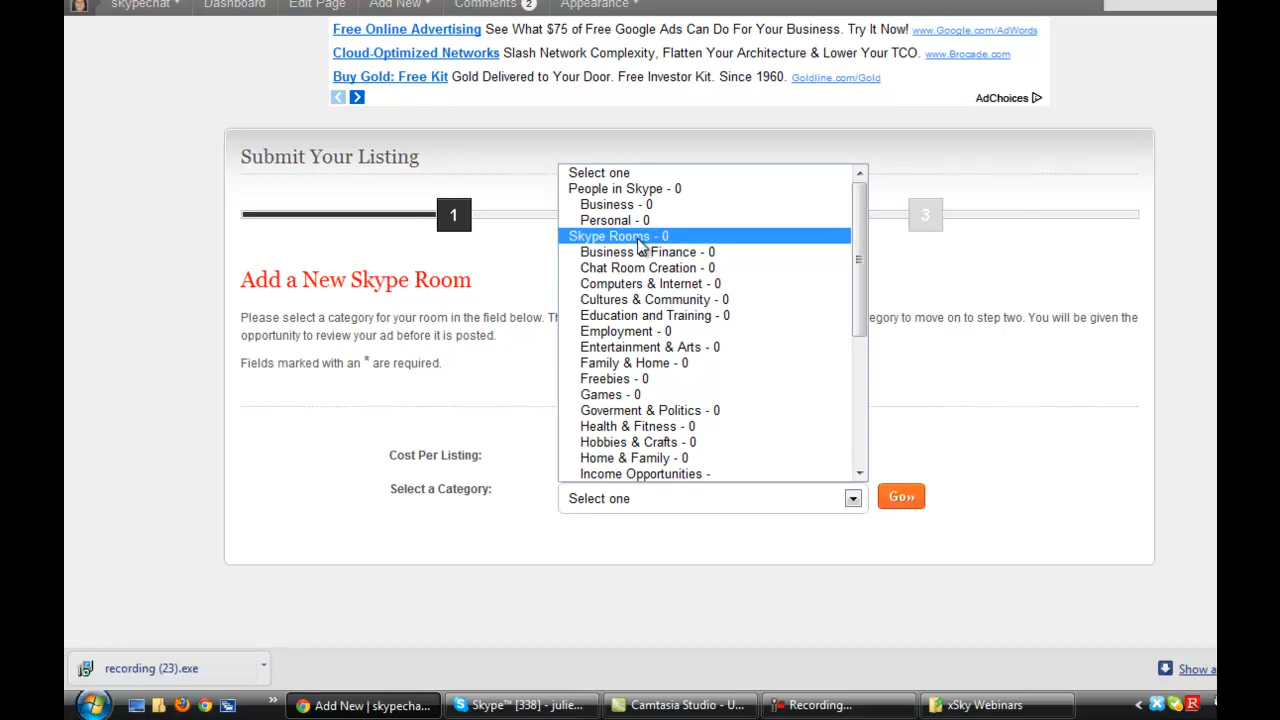 skypechat Dashboard Edit Page Add New Comments 2 Appearance
Free Online Advertising See What $75 of Free Google Ads Can Do For Your Business. Try It Now! www.Google.com/AdWords
Cloud-Optimized Networks Slash Network Complexity, Flatten Your Architecture & Lower Your TCO. www.Brocade.com
Buy Gold: Free Kit Gold Delivered to Your Door. Free Investor Kit. Since 1960. Goldline.com/Gold
AdChoices
Submit Your Listing
1
3
Add a New Skype Room
Please select a category for your room in the field below. Th
egory to move on to step two. You will be given the
opportunity to review your ad before it is posted.
Fields marked with an * are required.
Select one
People in Skype - 0
Business - 0
Personal - 0
Skype Rooms - 0
Business & Finance - 0
Chat Room Creation - 0
Computers & Internet - 0
Cultures & Community - 0
Education and Training - 0
Employment - 0
Entertainment & Arts - 0
Family & Home - 0
Freebies - 0
Games - 0
Goverment & Politics - 0
Health & Fitness - 0
Hobbies & Crafts - 0
Home & Family - 0
Income Opportunities -
Cost Per Listing:
Select a Category:
Select one
Go››
recording (23).exe
Show a
Add New | skypecha...
Skype™ [338] - julie...
Camtasia Studio - U...
Recording...
xSky Webinars